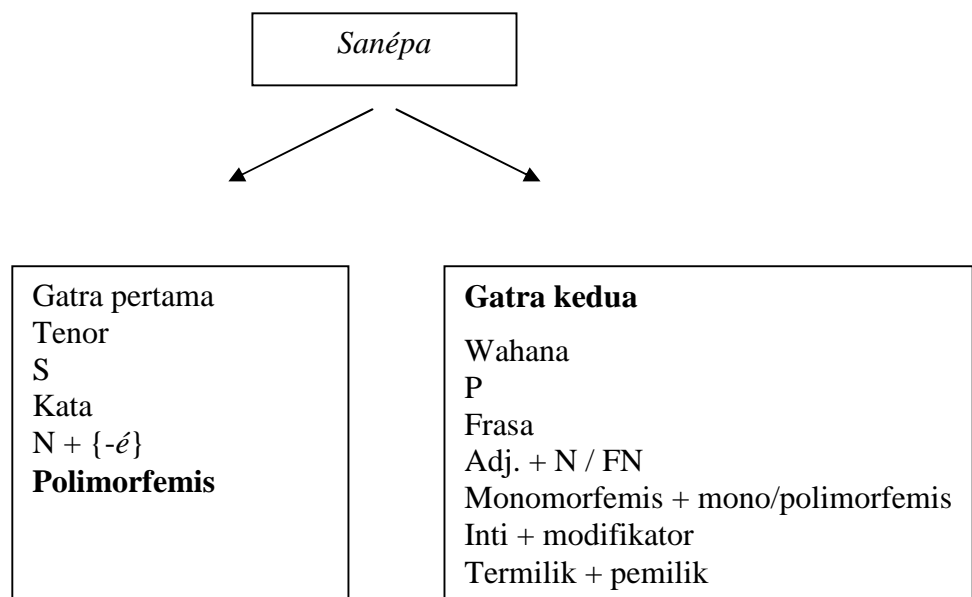 Sanépa
Gatra pertama
Tenor
S
Kata
N + {-é}
Polimorfemis
Gatra kedua
Wahana
P
Frasa
Adj. + N / FN
Monomorfemis + mono/polimorfemis
Inti + modifikator
Termilik + pemilik